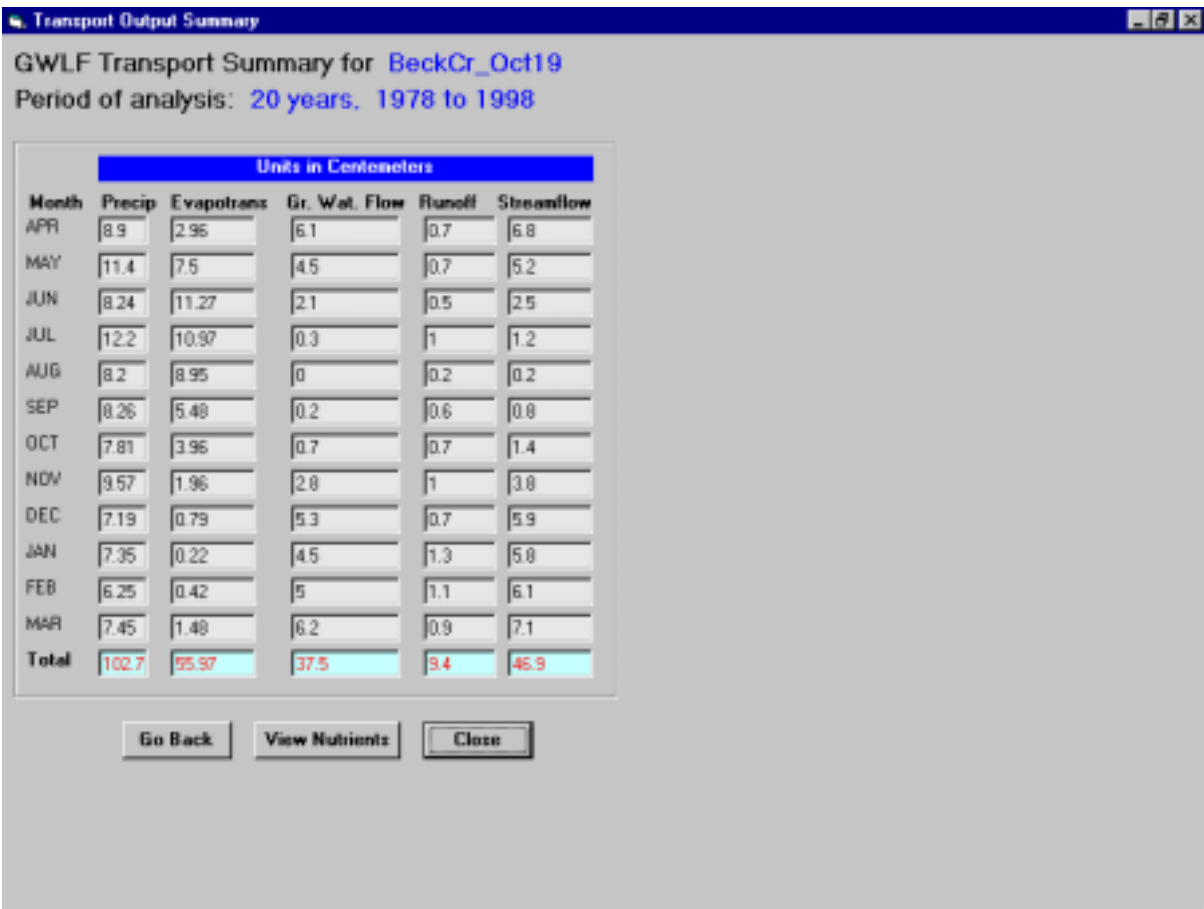 Transport Output Summary
GWLF Transport Summary for BeckCr_Oct19
Period of analysis: 20 years, 1978 to 1998
Units in Centemeters
Month Precip Evapotrans Gr. Wat. Flow Runoff Streamflow
APR 8.9 2.96 6.1 0.7 6.8
MAY 11.4 7.5 4.5 0.7 5.2
JUN 8.24 11.27 2.1 0.5 2.5
JUL 12.2 10.97 0.3 1 1.2
AUG 8.2 8.95 0 0.2 0.2
SEP 8.26 5.48 0.2 0.6 0.8
OCT 7.81 3.96 0.7 0.7 1.4
NOV 9.57 1.96 2.8 1 3.8
DEC 7.19 0.79 5.3 0.7 5.9
JAN 7.35 0.22 4.5 1.3 5.8
FEB 6.25 0.42 5 1.1 6.1
MAR 7.45 1.48 6.2 0.9 7.1
Total 102.7 55.97 37.5 9.4 46.9
Go Back View Nutrients Close